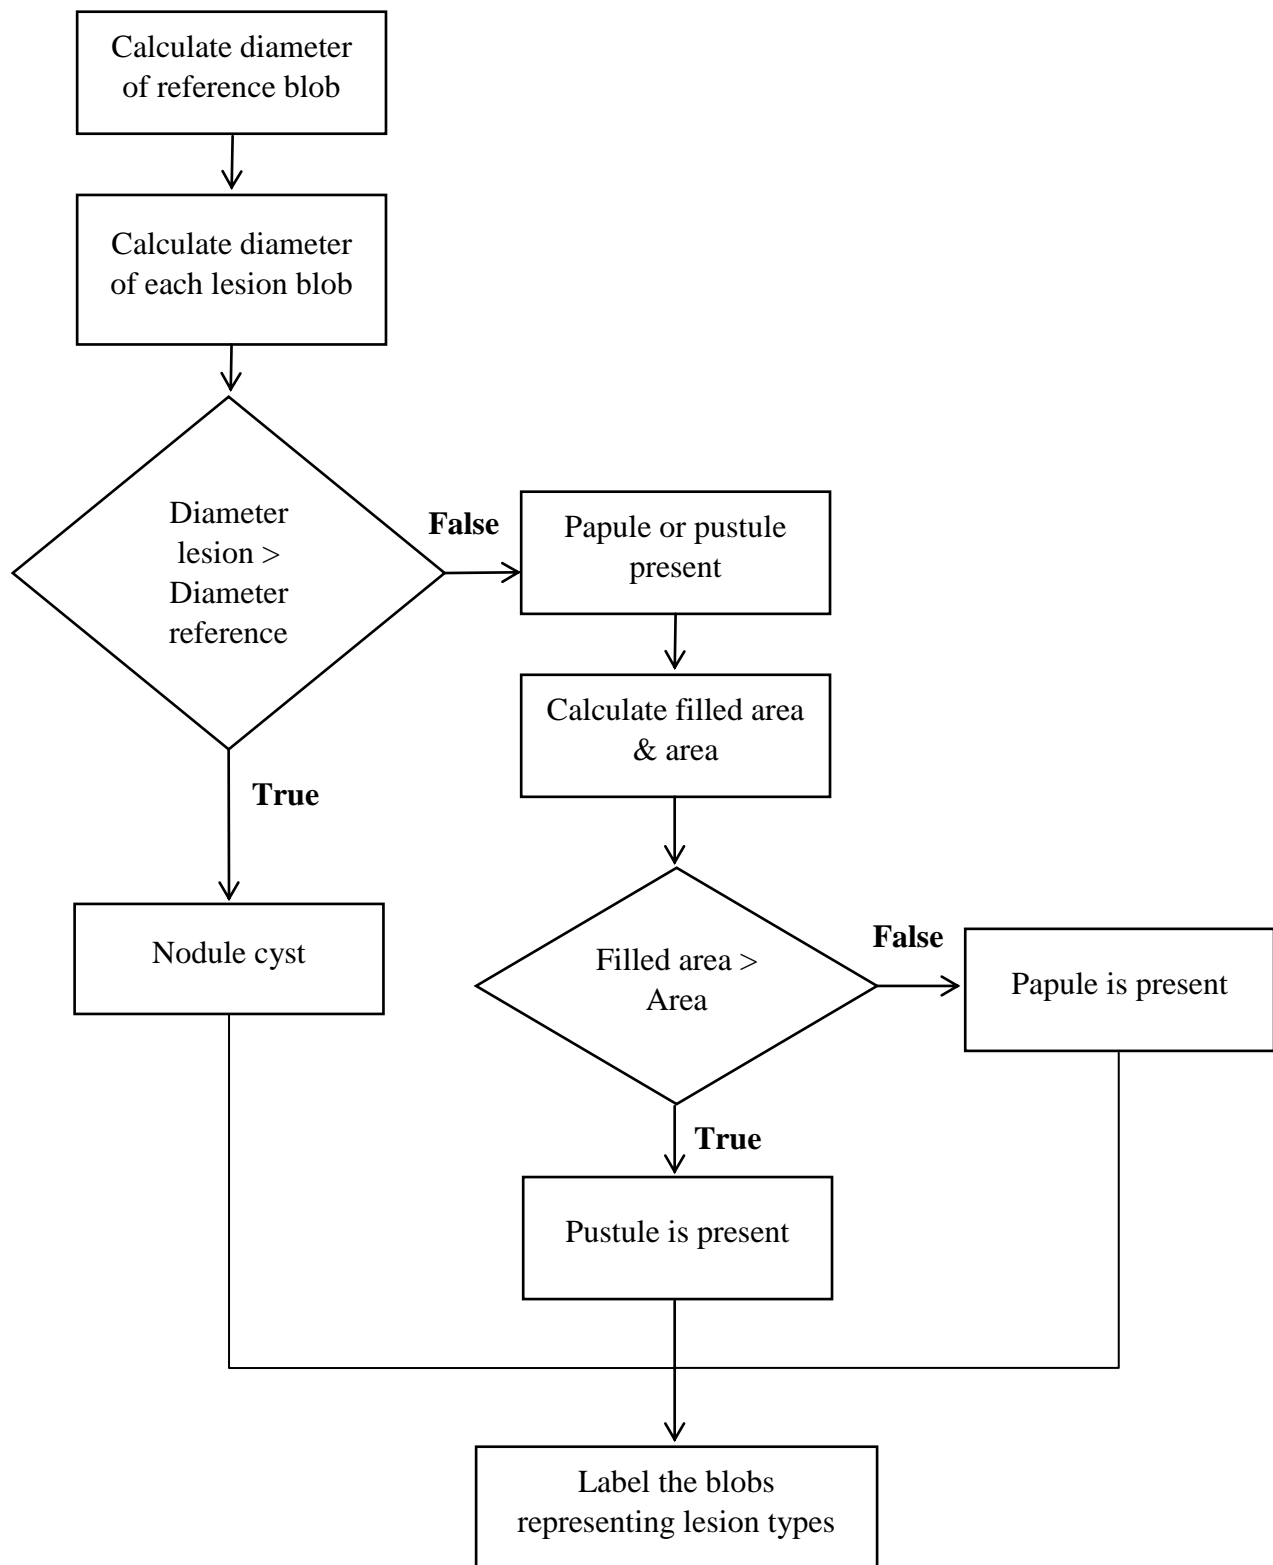 Calculate diameter
of reference blob
Calculate diameter
of each lesion blob
Diameter
lesion >
Diameter
reference
False
Papule or pustule
present
Calculate filled area
& area
True
Nodule cyst
Filled area >
Area
False
Papule is present
True
Pustule is present
Label the blobs
representing lesion types